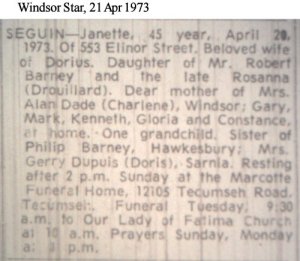 Windsor Star, 21 Apr 1973
SEGUIN—Janette, 45 year, April 20,
1973. Of 553 Elinor Street. Beloved wife
of Dorius. Daughter of Mr. Robert
Barney and the late Rosanna
(Drouillard). Dear mother of Mrs.
Alan Dade (Charlene), Windsor; Gary,
Mark, Kenneth, Gloria and Constance,
at home. One grandchild. Sister of
Philip Barney, Hawkesbury; Mrs.
Gerry Dupuis (Doris), Sarnia. Resting
after 2 p.m. Sunday at the Marcotte
Funeral Home, 12105 Tecumseh Road,
Tecumseh. Funeral Tuesday, 9:30
a.m. to Our Lady of Fatima Church
at 10 a.m. Prayers Sunday, Monday
at p.m.